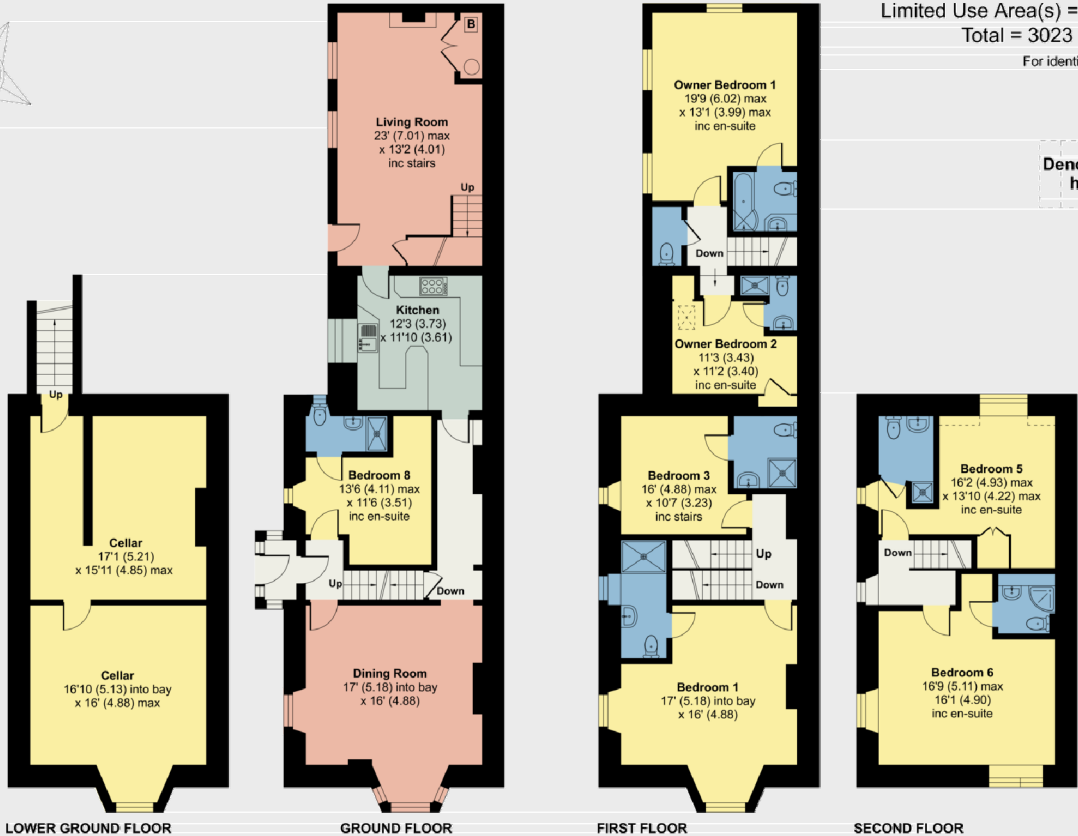 Limited Use Area(s) =
Total = 3023
For identi
Deno
h
B
Living Room
23' (7.01) max
x 13'2 (4.01)
inc stairs
Up
Kitchen
12'3 (3.73)
x 11'10 (3.61)
Bedroom 8
13'6 (4.11) max
x 11'6 (3.51)
inc en-suite
Up
Down
Dining Room
17' (5.18) into bay
x 16' (4.88)
Up
Cellar
17'1 (5.21)
x 15'11 (4.85) max
Cellar
16'10 (5.13) into bay
x 16' (4.88) max
Owner Bedroom 1
19'9 (6.02) max
x 13'1 (3.99) max
inc en-suite
Down
Owner Bedroom 2
11'3 (3.43)
x 11'2 (3.40)
inc en-suite
Bedroom 3
16' (4.88) max
x 10'7 (3.23)
inc stairs
Up
Down
Bedroom 1
17' (5.18) into bay
x 16' (4.88)
Bedroom 5
16'2 (4.93) max
x 13'10 (4.22) max
inc en-suite
Down
Bedroom 6
16'9 (5.11) max
16'1 (4.90)
inc en-suite
LOWER GROUND FLOOR
GROUND FLOOR
FIRST FLOOR
SECOND FLOOR